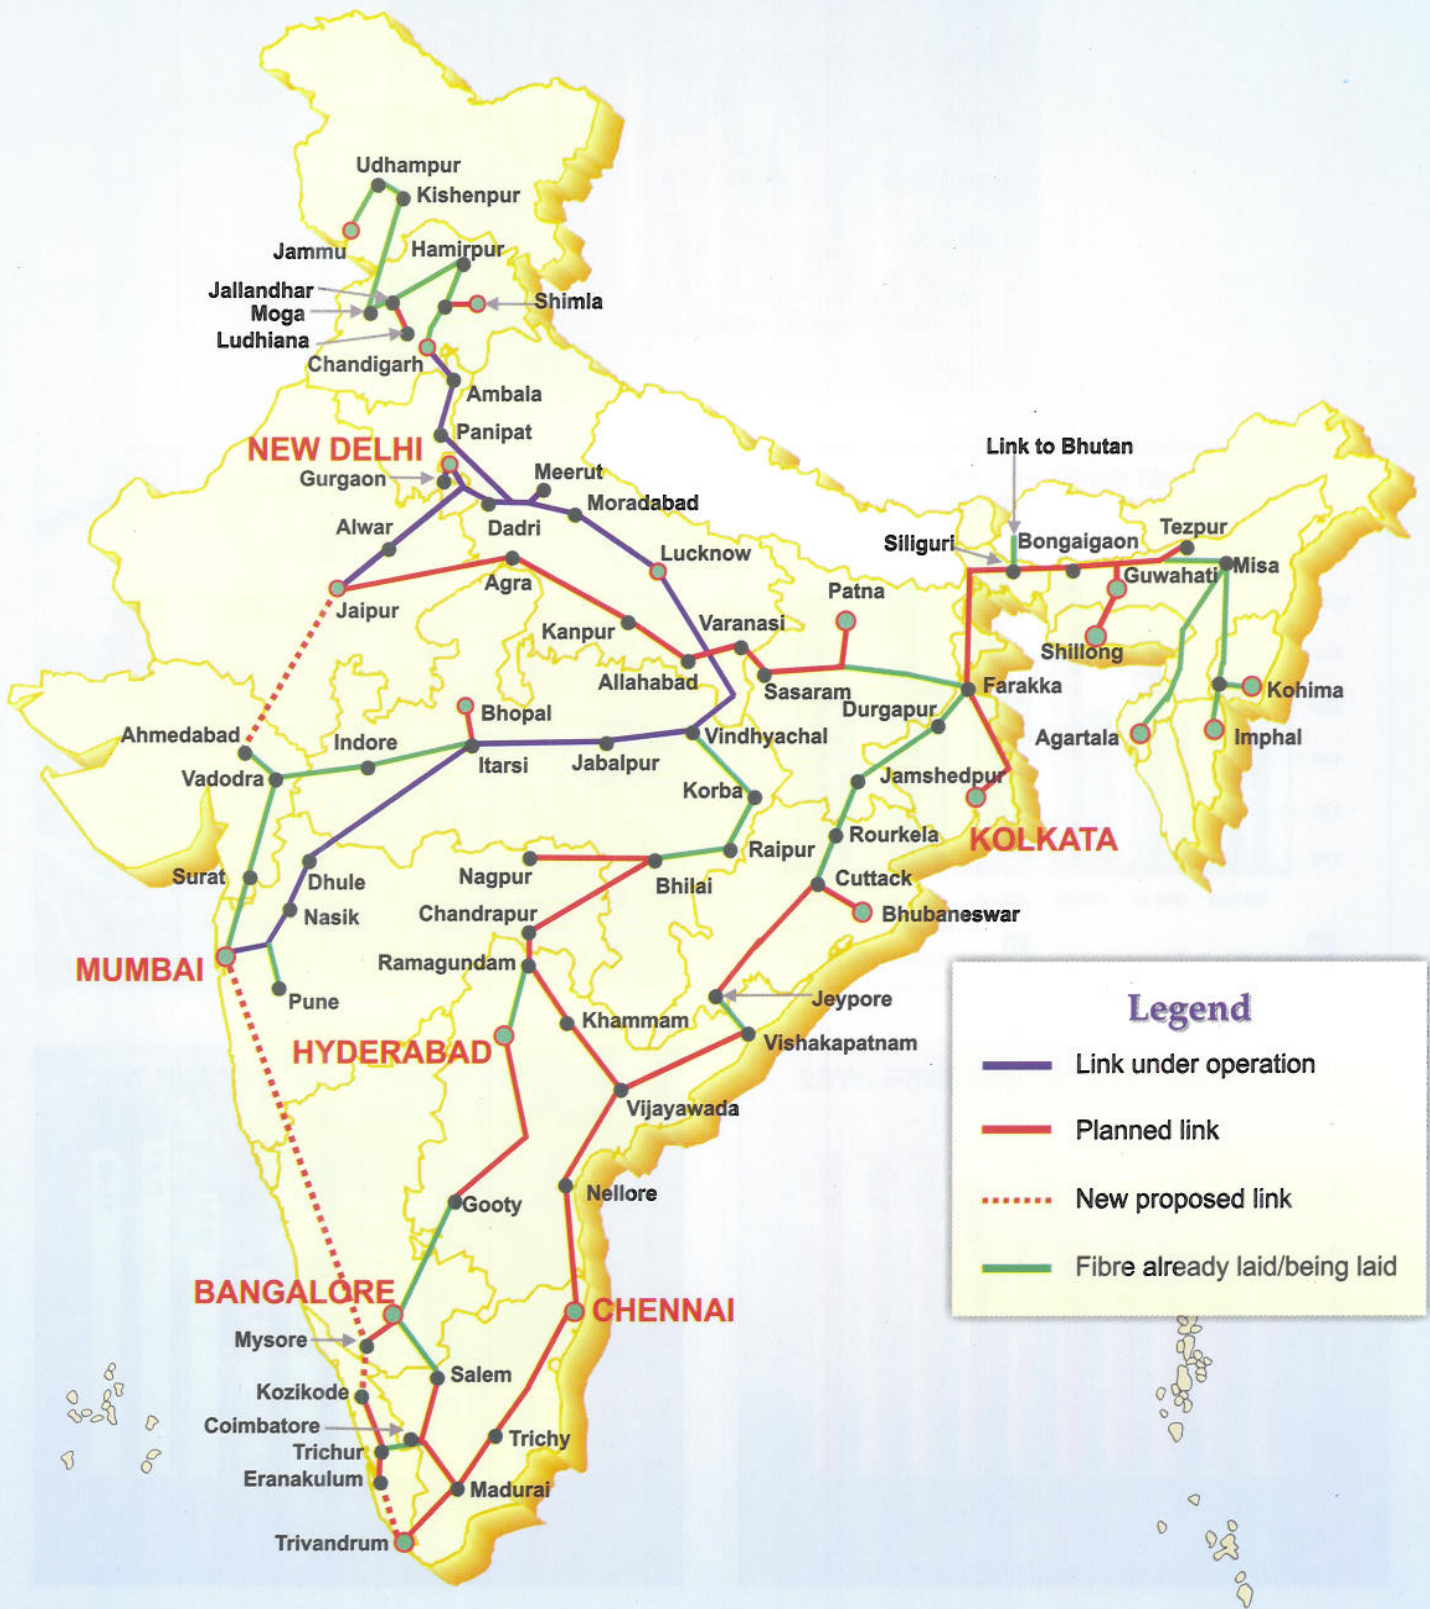 Udhampur
Kishenpur
Jammu
Hamirpur
Jallandhar
Shimla
Moga
Ludhiana
Chandigarh
Ambala
Panipat
NEW DELHI
Link to Bhutan
Gurgaon
Meerut
Moradabad
Alwar
Dadri
Tezpur
Siliguri
Bongaigaon
Lucknow
Misa
Agra
Guwahati
Jaipur
Patna
Varanasi
Kanpur
Shillong
Allahabad
Sasaram
Farakka
Kohima
Bhopal
Durgapur
Ahmedabad
Indore
Vindhyachal
Agartala
Imphal
Itarsi
Jabalpur
Vadodra
Jamshedpur
Korba
Rourkela
KOLKATA
Raipur
Surat
Dhule
Nagpur
Bhilai
Cuttack
Nasik
Chandrapur
Bhubaneswar
MUMBAI
Ramagundam
Pune
Jeypore
Khammam
HYDERABAD
Vishakapatnam
Vijayawada
Nellore
Gooty
BANGALORE
CHENNAI
Mysore
Salem
Kozikode
Coimbatore
Trichy
Trichur
Eranakulum
Madurai
Trivandrum
Legend
Link under operation
Planned link
New proposed link
Fibre already laid/being laid